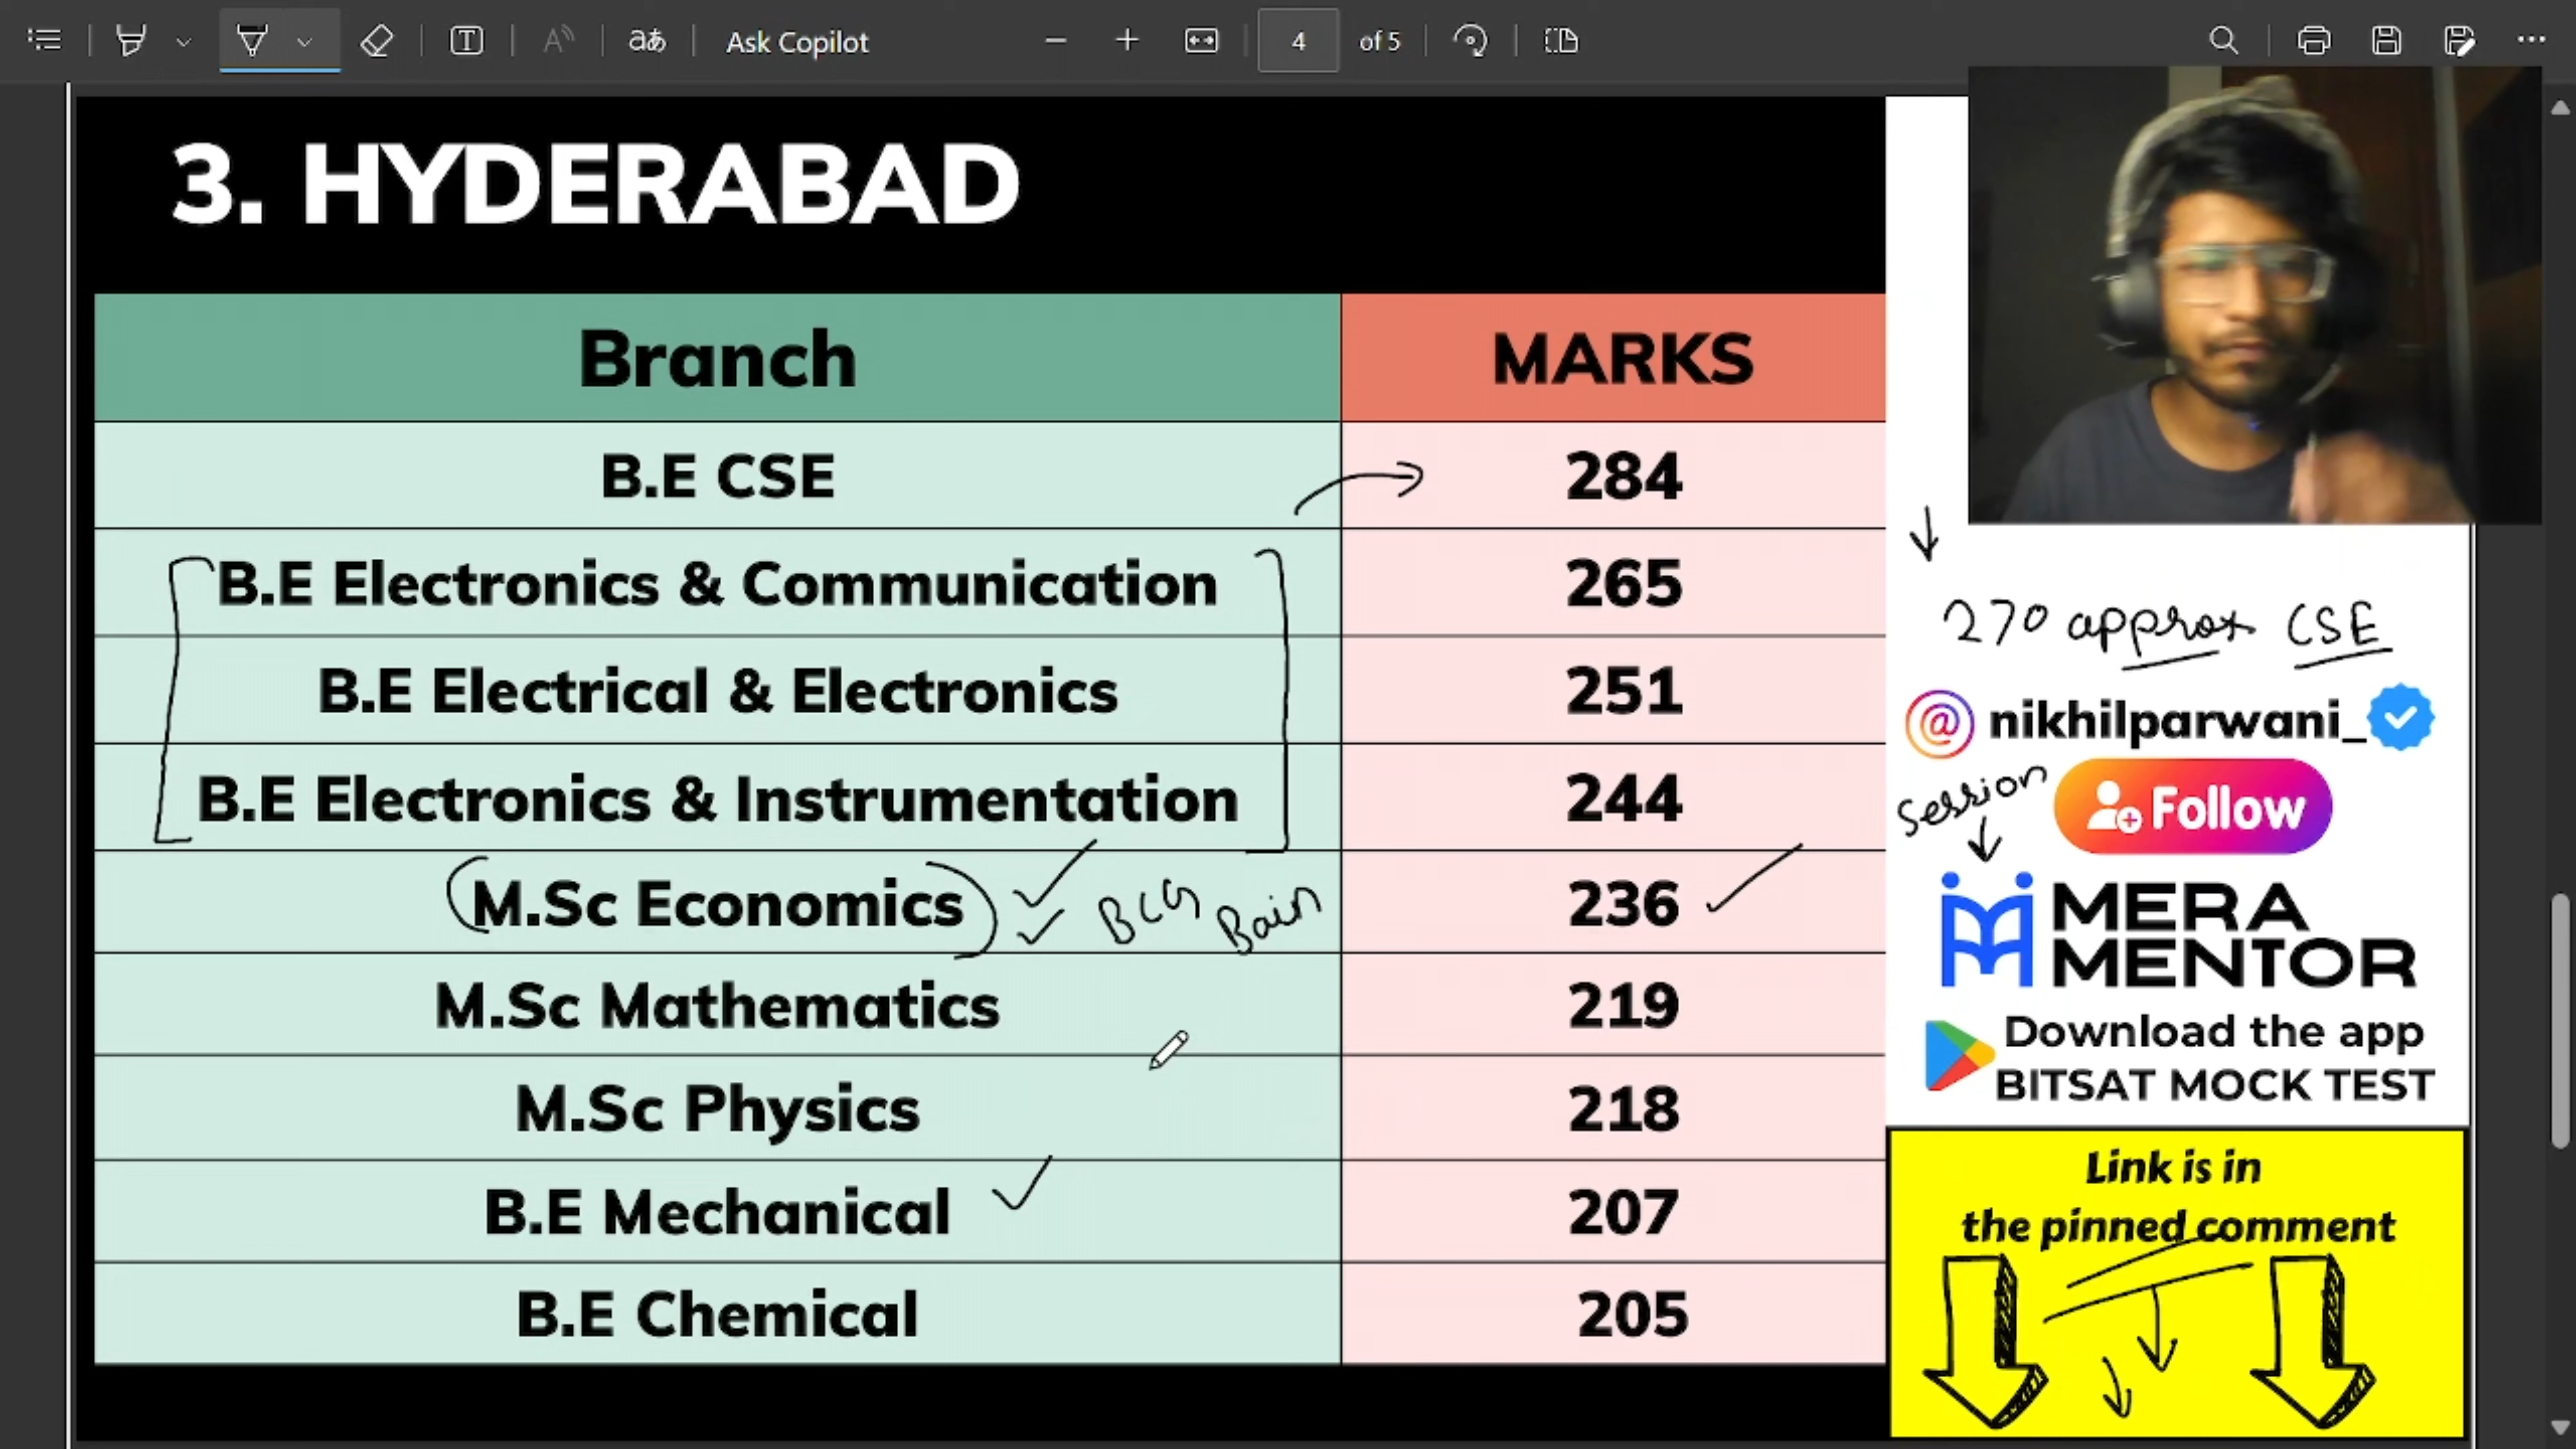 aあ Ask Copilot 4 of 5
3. HYDERABAD
Branch MARKS
B.E CSE 284
B.E Electronics & Communication 265
B.E Electrical & Electronics 251
B.E Electronics & Instrumentation 244
M.Sc Economics BCG Bain 236
M.Sc Mathematics 219
M.Sc Physics 218
B.E Mechanical 207
B.E Chemical 205
270 approx CSE
@ nikhilparwani_
Session
Follow
MERA
MENTOR
Download the app
BITSAT MOCK TEST
Link is in
the pinned comment